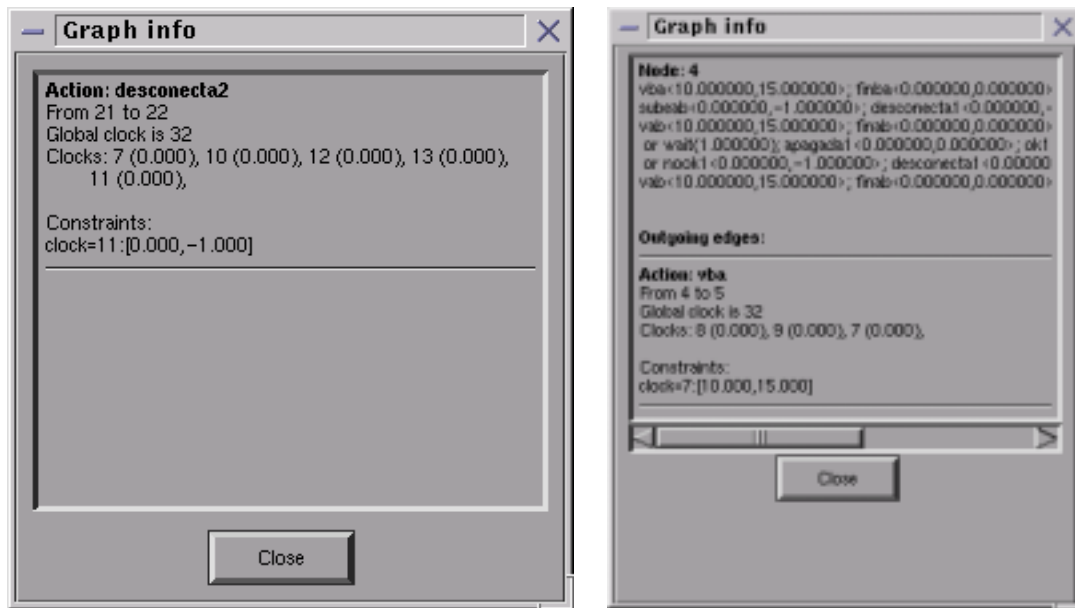 Graph info
Action: desconecta2
From 21 to 22
Global clock is 32
Clocks: 7 (0.000), 10 (0.000), 12 (0.000), 13 (0.000),
11 (0.000),
Constraints:
clock=11:[0.000,−1.000]
Close
Graph info
Node: 4
vba<10.000000,15.000000>; finba<0.000000,0.000000>
subeab<0.000000,−1.000000>; desconecta1<0.000000,−
vab<10.000000,15.000000>; finab<0.000000,0.000000>
or wait(1.000000); apagada1<0.000000,0.000000>; ok1
or nook1<0.000000,−1.000000>; desconecta1<0.00000
vab<10.000000,15.000000>; finab<0.000000,0.000000>
Outgoing edges:
Action: vba
From 4 to 5
Global clock is 32
Clocks: 8 (0.000), 9 (0.000), 7 (0.000),
Constraints:
clock=7:[10.000,15.000]
Close